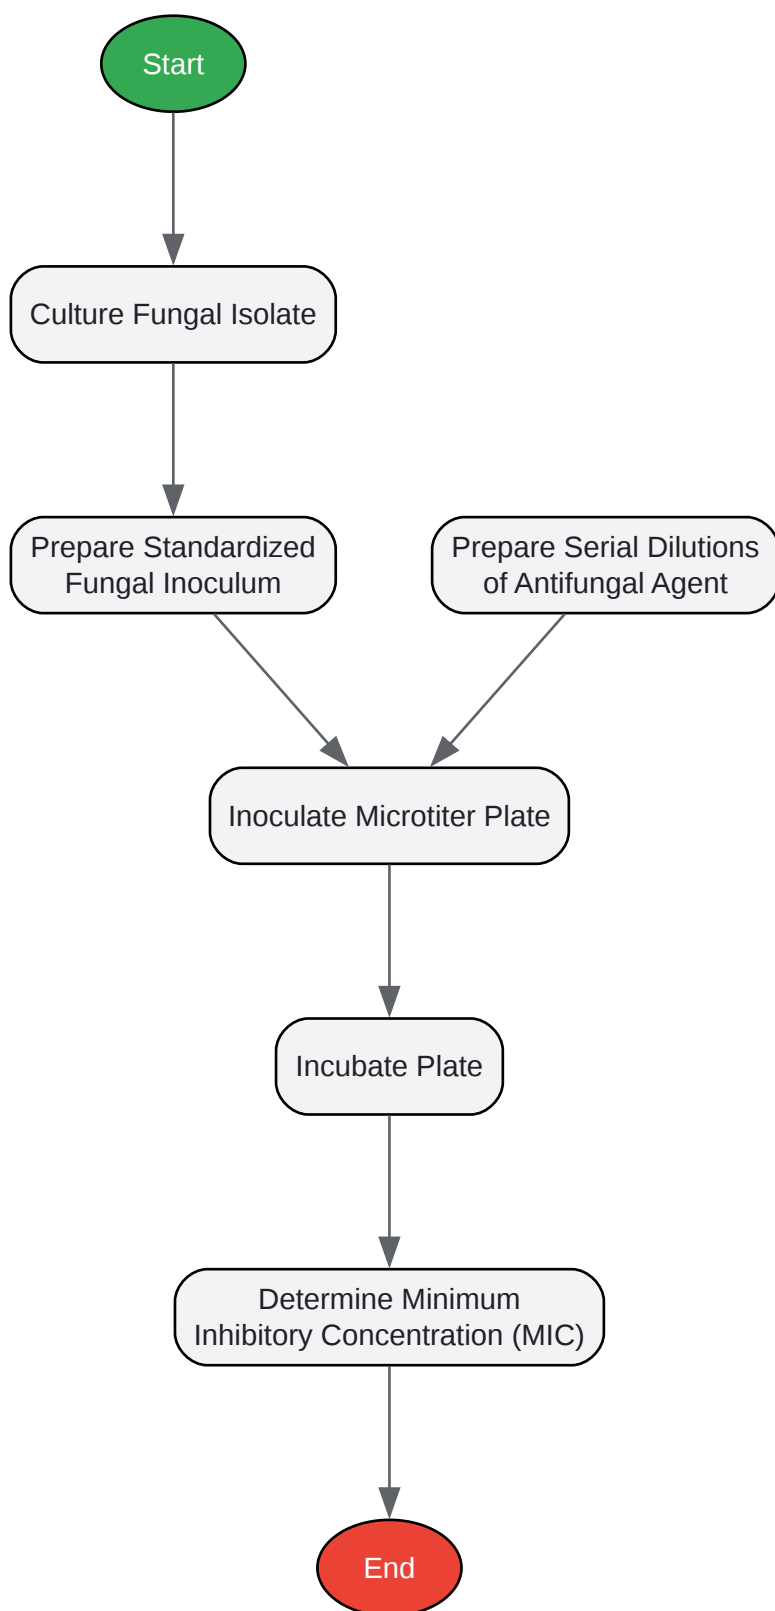 Start
Culture Fungal Isolate
Prepare Standardized
Fungal Inoculum
Prepare Serial Dilutions
of Antifungal Agent
Inoculate Microtiter Plate
Incubate Plate
Determine Minimum
Inhibitory Concentration (MIC)
End